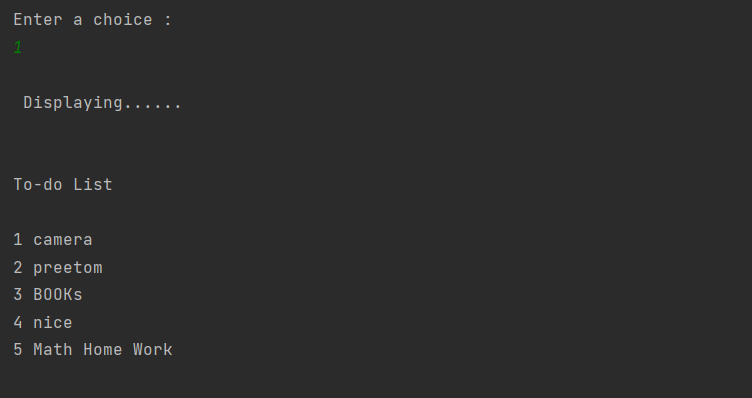 Enter a choice :
1
Displaying......
To-do List
1 camera
2 preetom
3 BOOKs
4 nice
5 Math Home Work